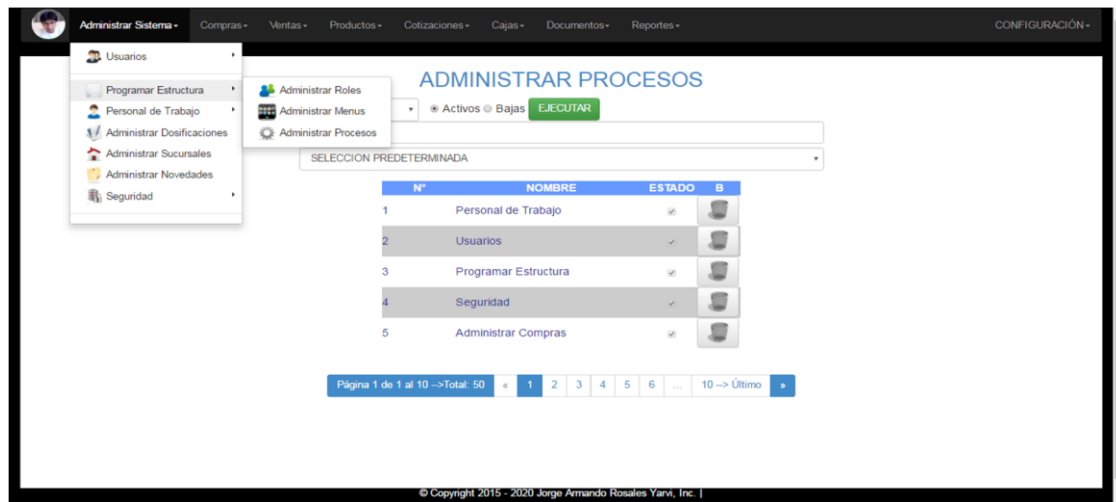 Administrar Sistema Compras Ventas Productos Cotizaciones Cajas Documentos Reportes CONFIGURACIÓN
Usuarios
Programar Estructura
Personal de Trabajo
Administrar Dosificaciones
Administrar Sucursales
Administrar Novedades
Seguridad
Administrar Roles
Administrar Menus
Administrar Procesos
ADMINISTRAR PROCESOS
Activos Bajas EJECUTAR
SELECCION PREDETERMINADA
N° NOMBRE ESTADO B
1 Personal de Trabajo
2 Usuarios
3 Programar Estructura
4 Seguridad
5 Administrar Compras
Página 1 de 1 al 10 -->Total: 50 « 1 2 3 4 5 6 ... 10 --> Último »
© Copyright 2015 - 2020 Jorge Armando Rosales Yarvi, Inc. |